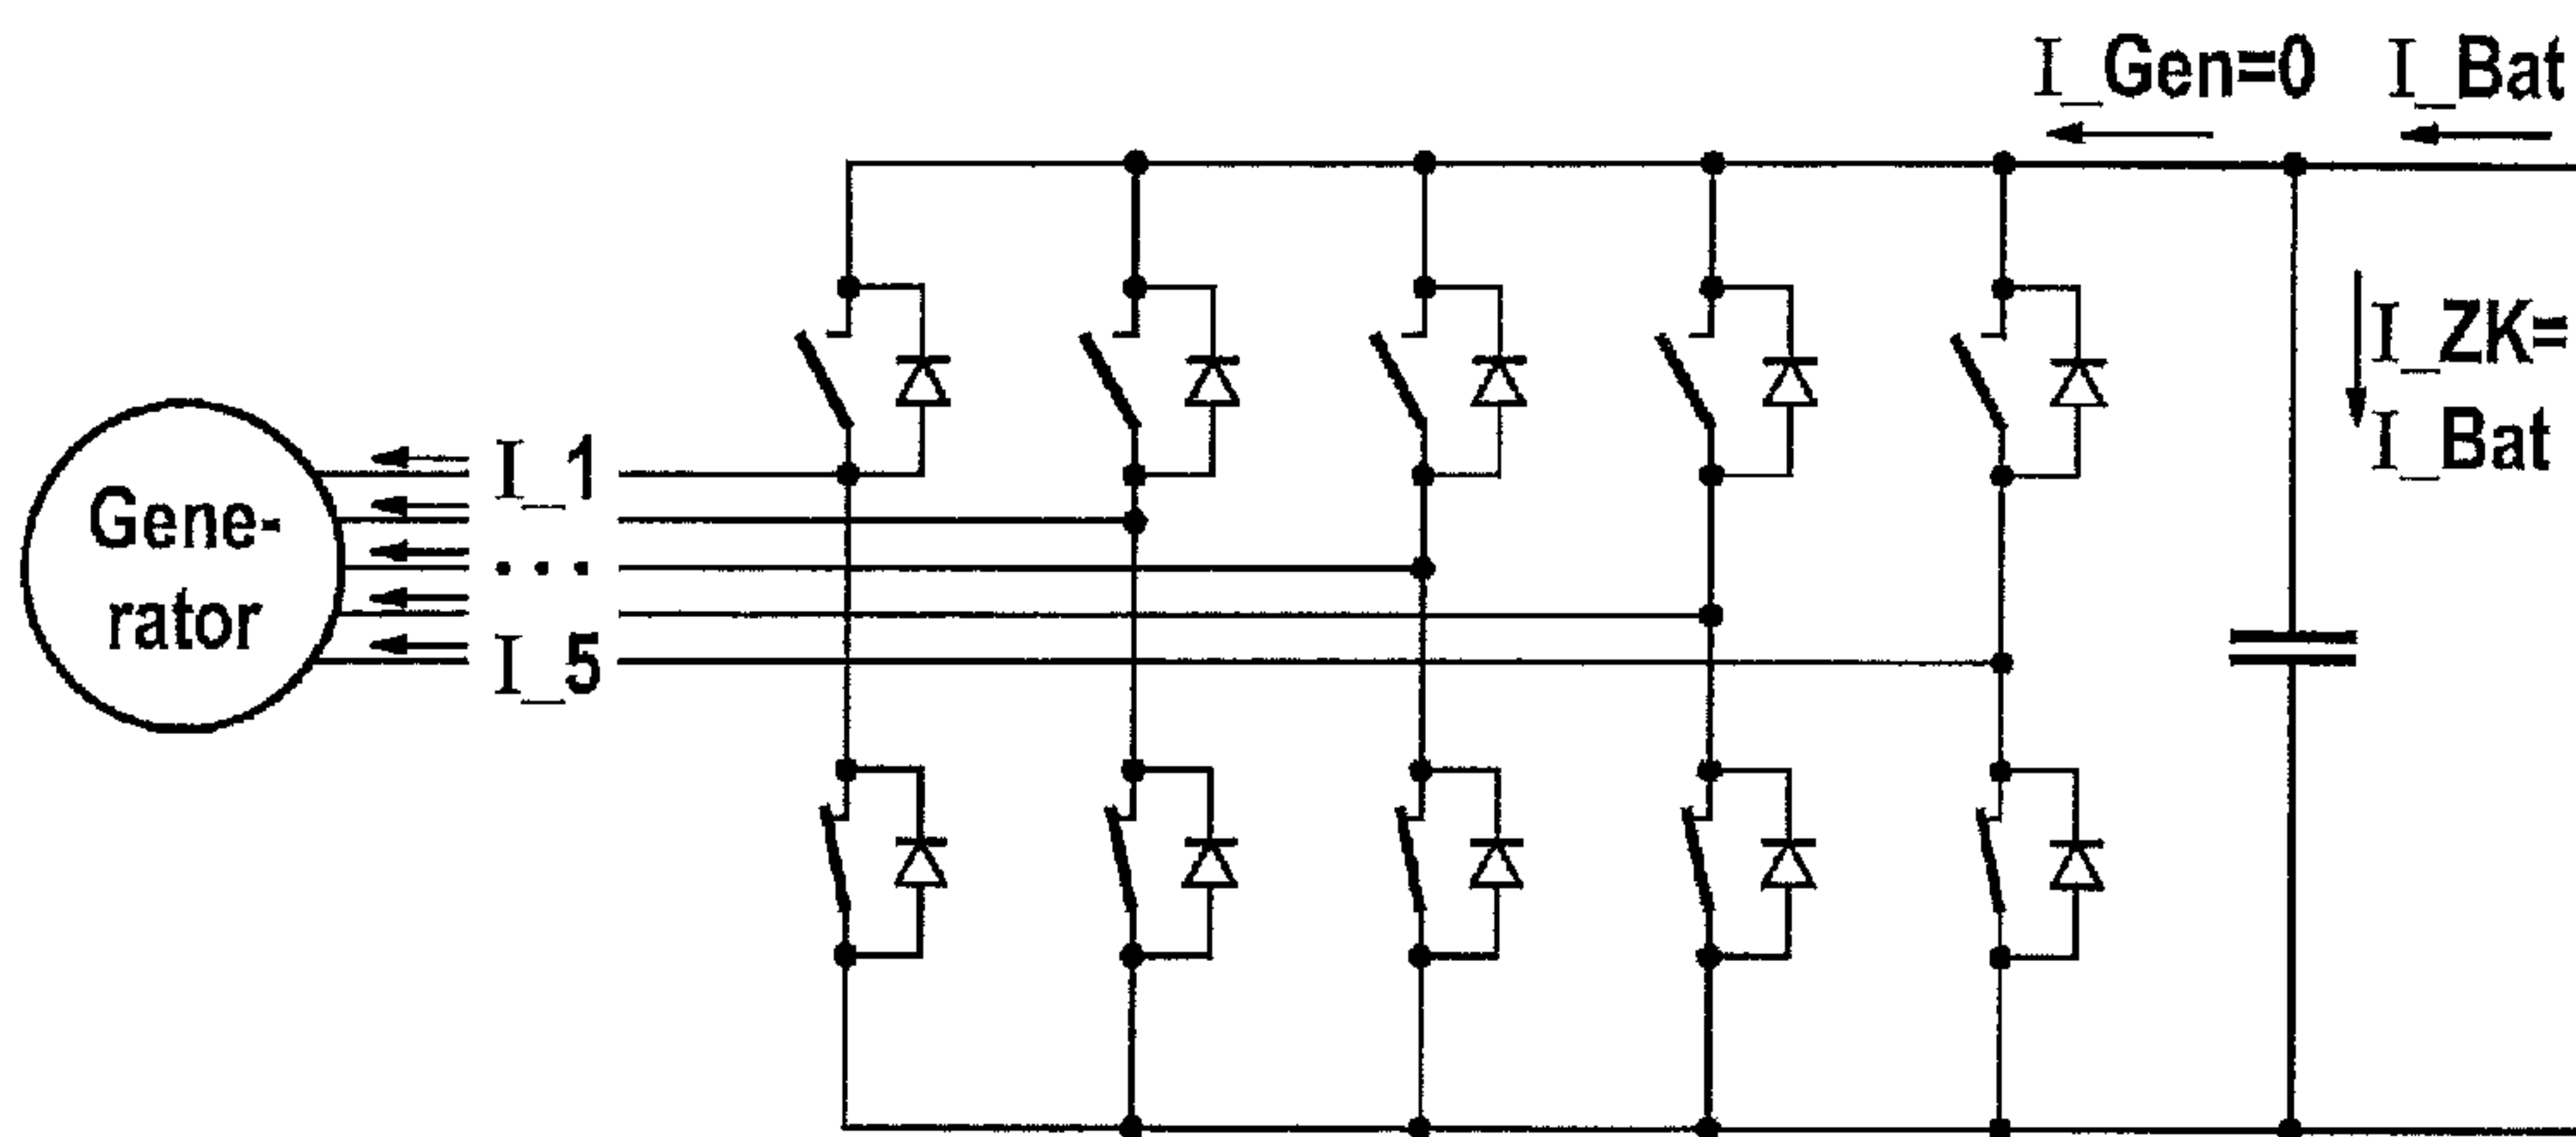 I_Gen=0 I_Bat
I_ZK=
I_Bat
I_1
Gene-
rator
...
I_5